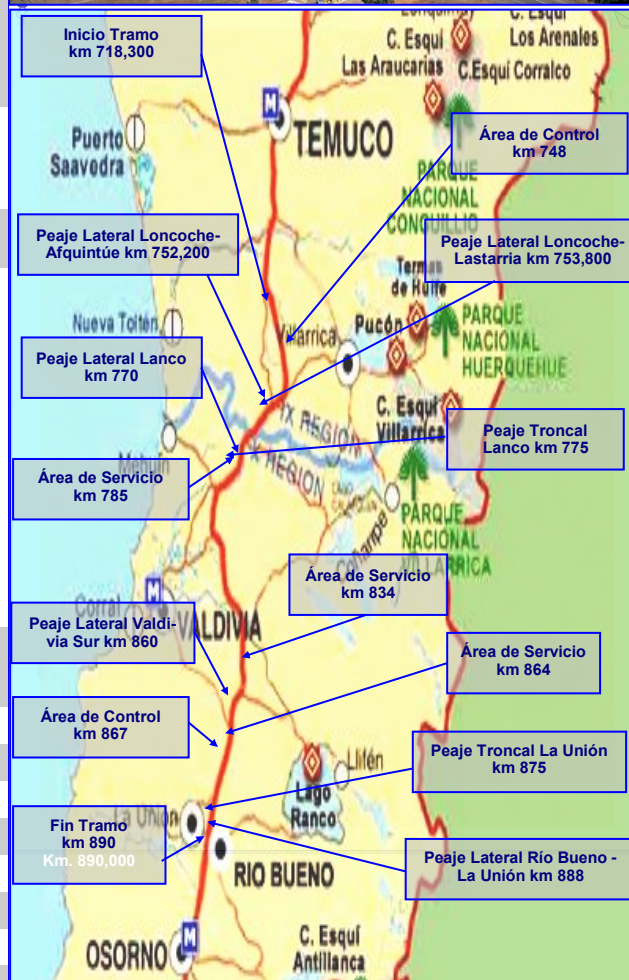 C. Esquí
Los Arenales
C. Esquí
Las Araucarias
C.Esquí Corralco
Inicio Tramo
km 718,300
M
TEMUCO
Puerto
Saavedra
Área de Control
km 748
PARQUE
NACIONAL
CONGUILLIO
Peaje Lateral Loncoche-
Afquintúe km 752,200
Peaje Lateral Loncoche-
Lastarria km 753,800
Termas
de Huife
Nueva Toltén
Villarrica
Pucón
PARQUE
NACIONAL
HUERQUEHUE
Peaje Lateral Lanco
km 770
IX REGION
X REGION
C. Esquí
Villarrica
Peaje Troncal
Lanco km 775
Mehuín
Área de Servicio
km 785
PARQUE
NACIONAL
VILLARRICA
Coñaripe
Área de Servicio
km 834
M
Corral
VALDIVIA
Peaje Lateral Valdi-
via Sur km 860
Área de Servicio
km 864
Área de Control
km 867
Peaje Troncal La Unión
km 875
Llifén
Lago
Ranco
La Unión
Fin Tramo
km 890
Km. 890,000
Peaje Lateral Río Bueno -
La Unión km 888
RIO BUENO
M
OSORNO
C. Esquí
Antillanca